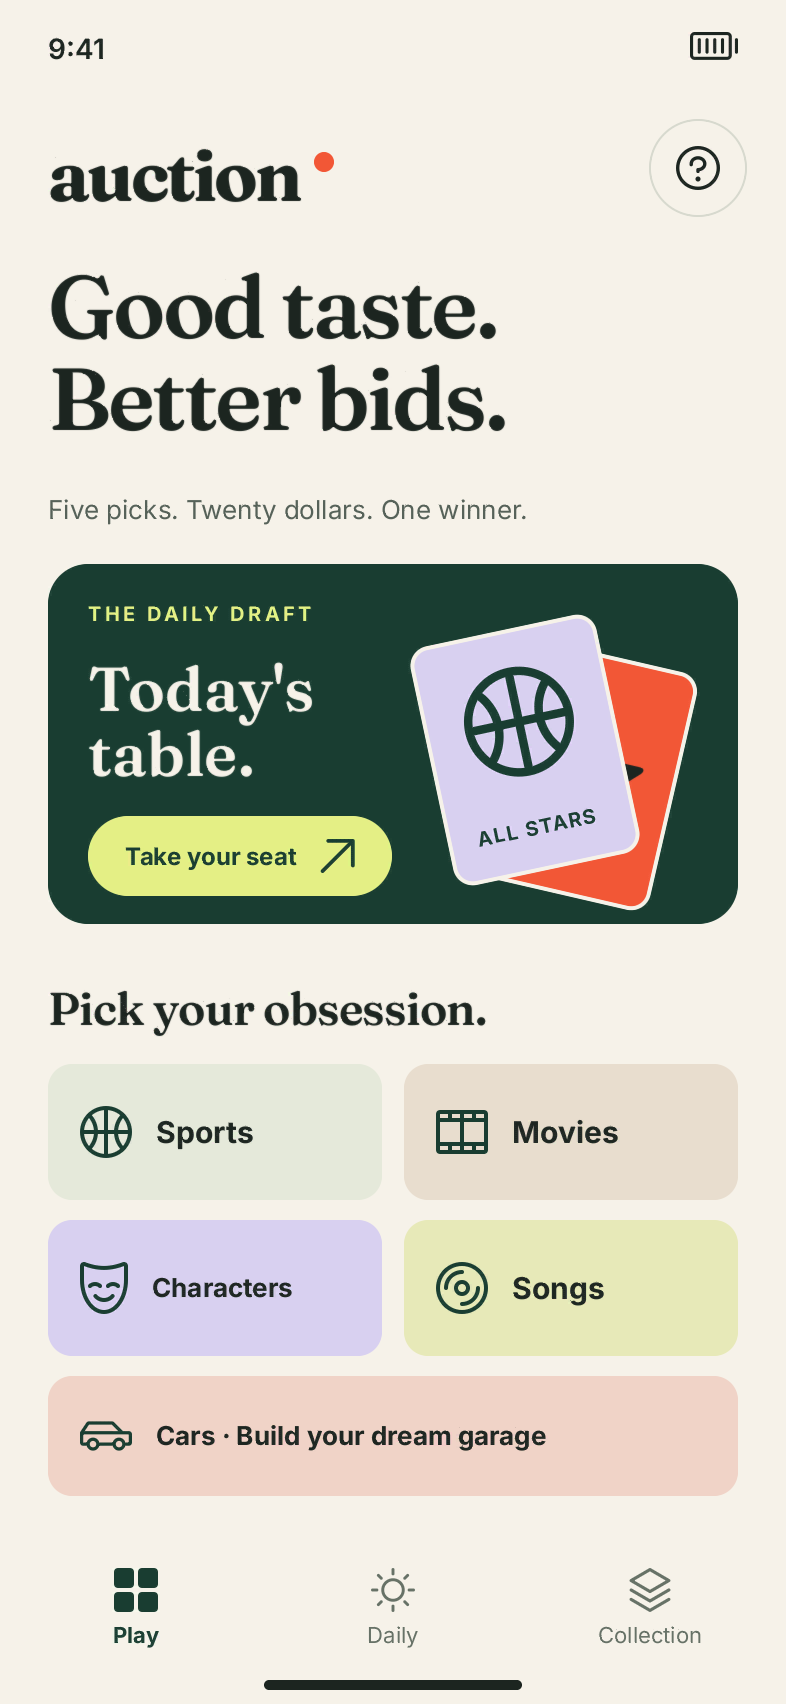 9:41
auction
Good taste.
Better bids.
Five picks. Twenty dollars. One winner.
THE DAILY DRAFT
Today's
table.
Take your seat
ALL STARS
Pick your obsession.
Sports
Movies
Characters
Songs
Cars · Build your dream garage
Play
Daily
Collection